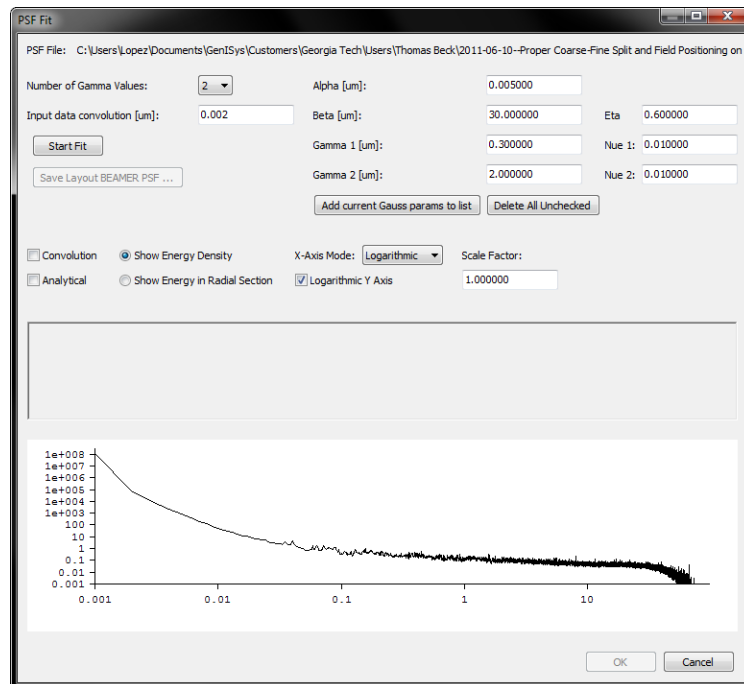 PSF Fit
PSF File: C:\Users\Lopez\Documents\GenISys\Customers\Georgia Tech\Users\Thomas Beck\2011-06-10--Proper Coarse-Fine Split and Field Positioning on
Number of Gamma Values: 2 Alpha [um]: 0.005000
Input data convolution [um]: 0.002 Beta [um]: 30.000000 Eta 0.600000
Start Fit Gamma 1 [um]: 0.300000 Nue 1: 0.010000
Save Layout BEAMER PSF ... Gamma 2 [um]: 2.000000 Nue 2: 0.010000
Add current Gauss params to list Delete All Unchecked
Convolution Show Energy Density X-Axis Mode: Logarithmic Scale Factor:
Analytical Show Energy in Radial Section Logarithmic Y Axis 1.000000
1e+008
1e+007
1e+006
1e+005
1e+004
1e+003
100
10
1
0.1
0.01
0.001
0.001 0.01 0.1 1 10
OK Cancel